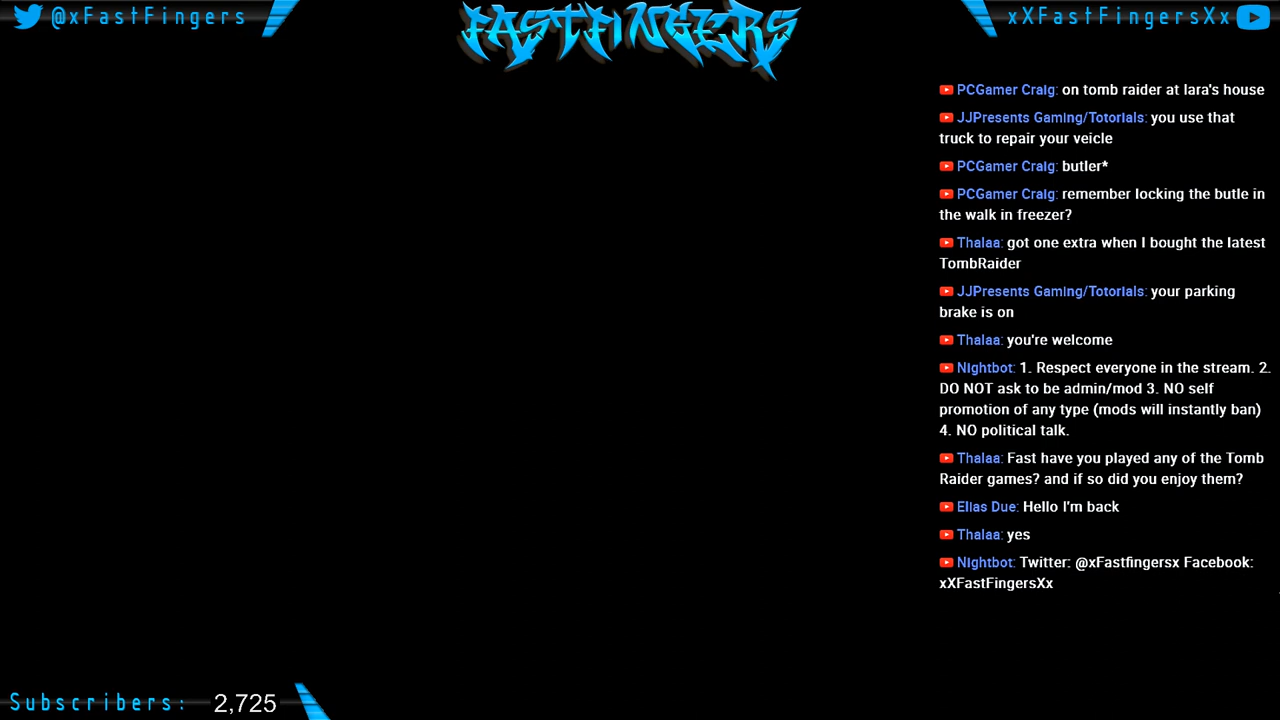 @xFastFingers
FASTFINGERS
xXFastFingersXx
PCGamer Craig: on tomb raider at lara's house
JJPresents Gaming/Totorials: you use that
truck to repair your veicle
PCGamer Craig: butler*
PCGamer Craig: remember locking the butle in
the walk in freezer?
Thalaa: got one extra when I bought the latest
TombRaider
JJPresents Gaming/Totorials: your parking
brake is on
Thalaa: you're welcome
Nightbot: 1. Respect everyone in the stream. 2.
DO NOT ask to be admin/mod 3. NO self
promotion of any type (mods will instantly ban)
4. NO political talk.
Thalaa: Fast have you played any of the Tomb
Raider games? and if so did you enjoy them?
Elias Due: Hello I'm back
Thalaa: yes
Nightbot: Twitter: @xFastfingersx Facebook:
xXFastFingersXx
Subscribers: 2,725